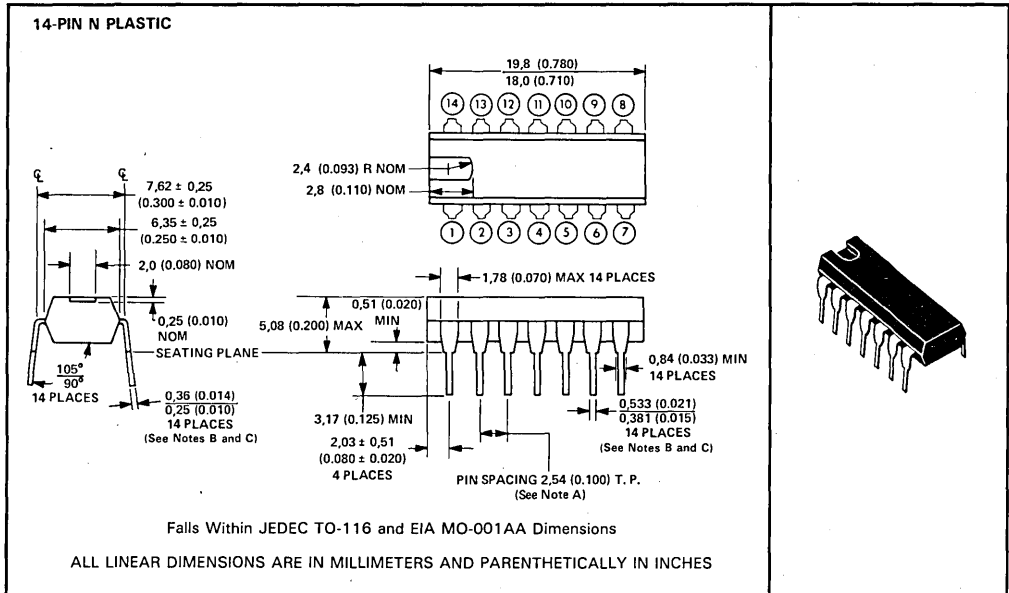 14-PIN N PLASTIC
19,8 (0.780)
18,0 (0.710)
14 13 12 11 10 9 8
2,4 (0.093) R NOM
2,8 (0.110) NOM
1 2 3 4 5 6 7
℄ ℄
7,62 ± 0,25
(0.300 ± 0.010)
6,35 ± 0,25
(0.250 ± 0.010)
2,0 (0.080) NOM
0,25 (0.010)
NOM
SEATING PLANE
105°
90°
14 PLACES
0,36 (0.014)
0,25 (0.010)
14 PLACES
(See Notes B and C)
1,78 (0.070) MAX 14 PLACES
0,51 (0.020)
MIN
5,08 (0.200) MAX
3,17 (0.125) MIN
2,03 ± 0,51
(0.080 ± 0.020)
4 PLACES
0,84 (0.033) MIN
14 PLACES
0,533 (0.021)
0,381 (0.015)
14 PLACES
(See Notes B and C)
PIN SPACING 2,54 (0.100) T. P.
(See Note A)
Falls Within JEDEC TO-116 and EIA MO-001AA Dimensions
ALL LINEAR DIMENSIONS ARE IN MILLIMETERS AND PARENTHETICALLY IN INCHES